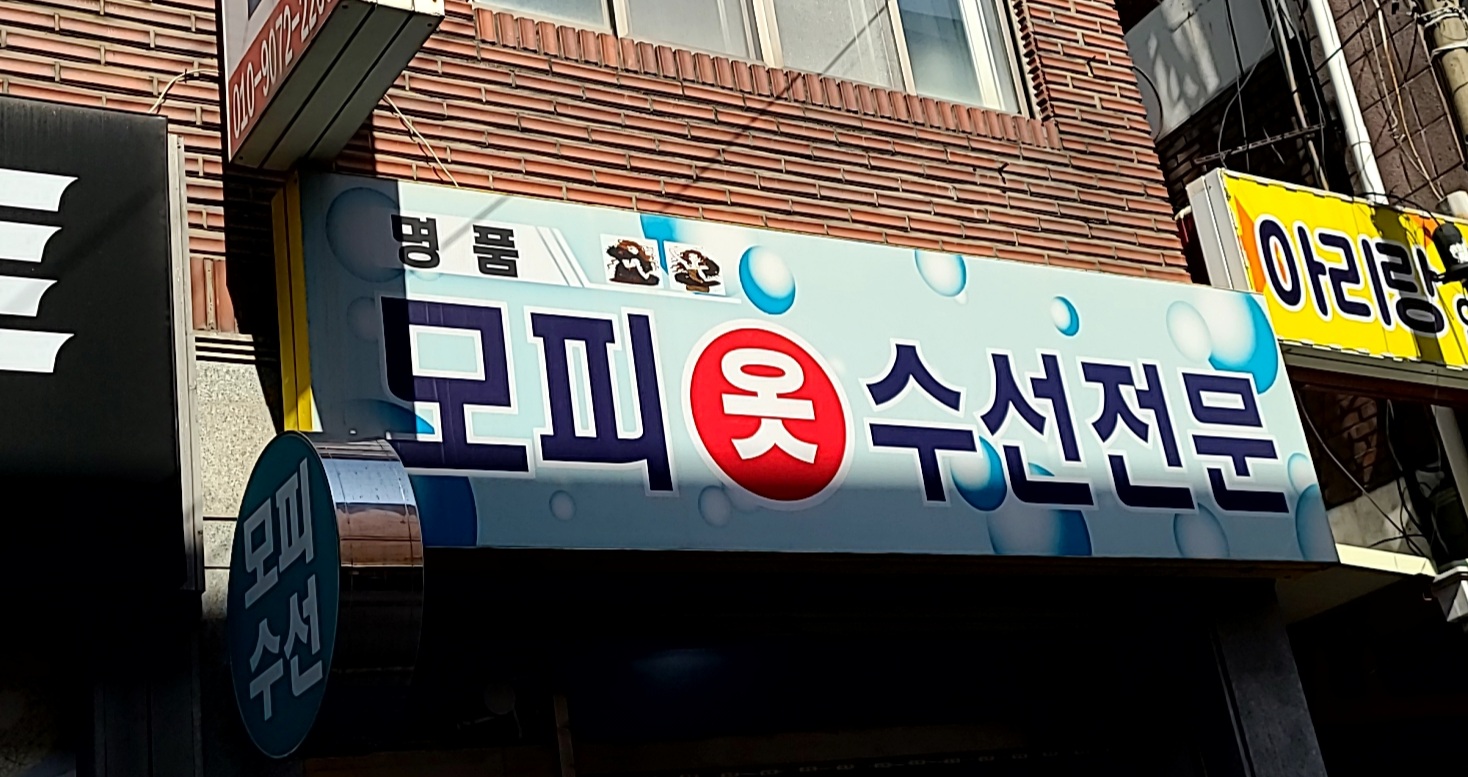 명품
모피 옷 수선전문
모피
수선
아리랑